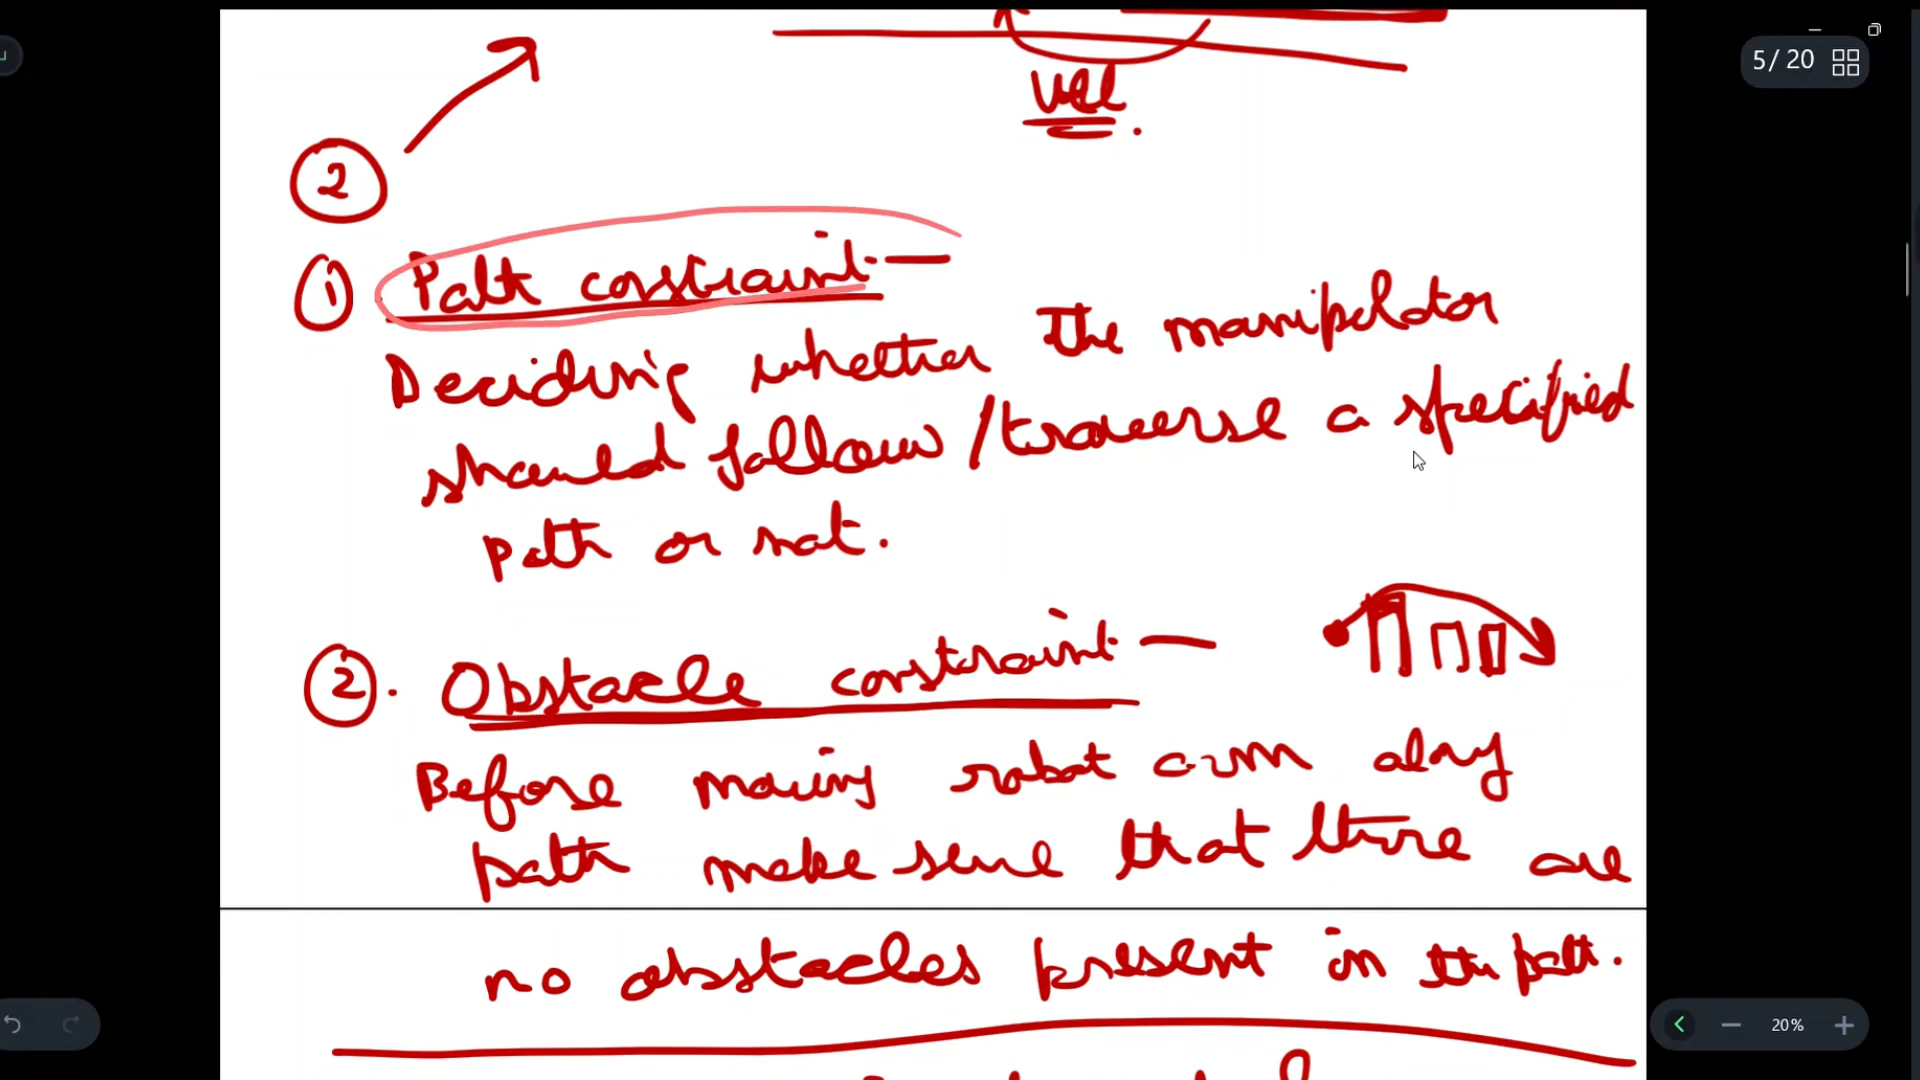 5/ 20
vel.
②
① Path constraint -
Deciding whether the manipulator
should follow / traverse a specified
path or not.
②. Obstacle constraint -
Before moving robot arm along
path make sure that there are
no obstacles present in the path.
20%